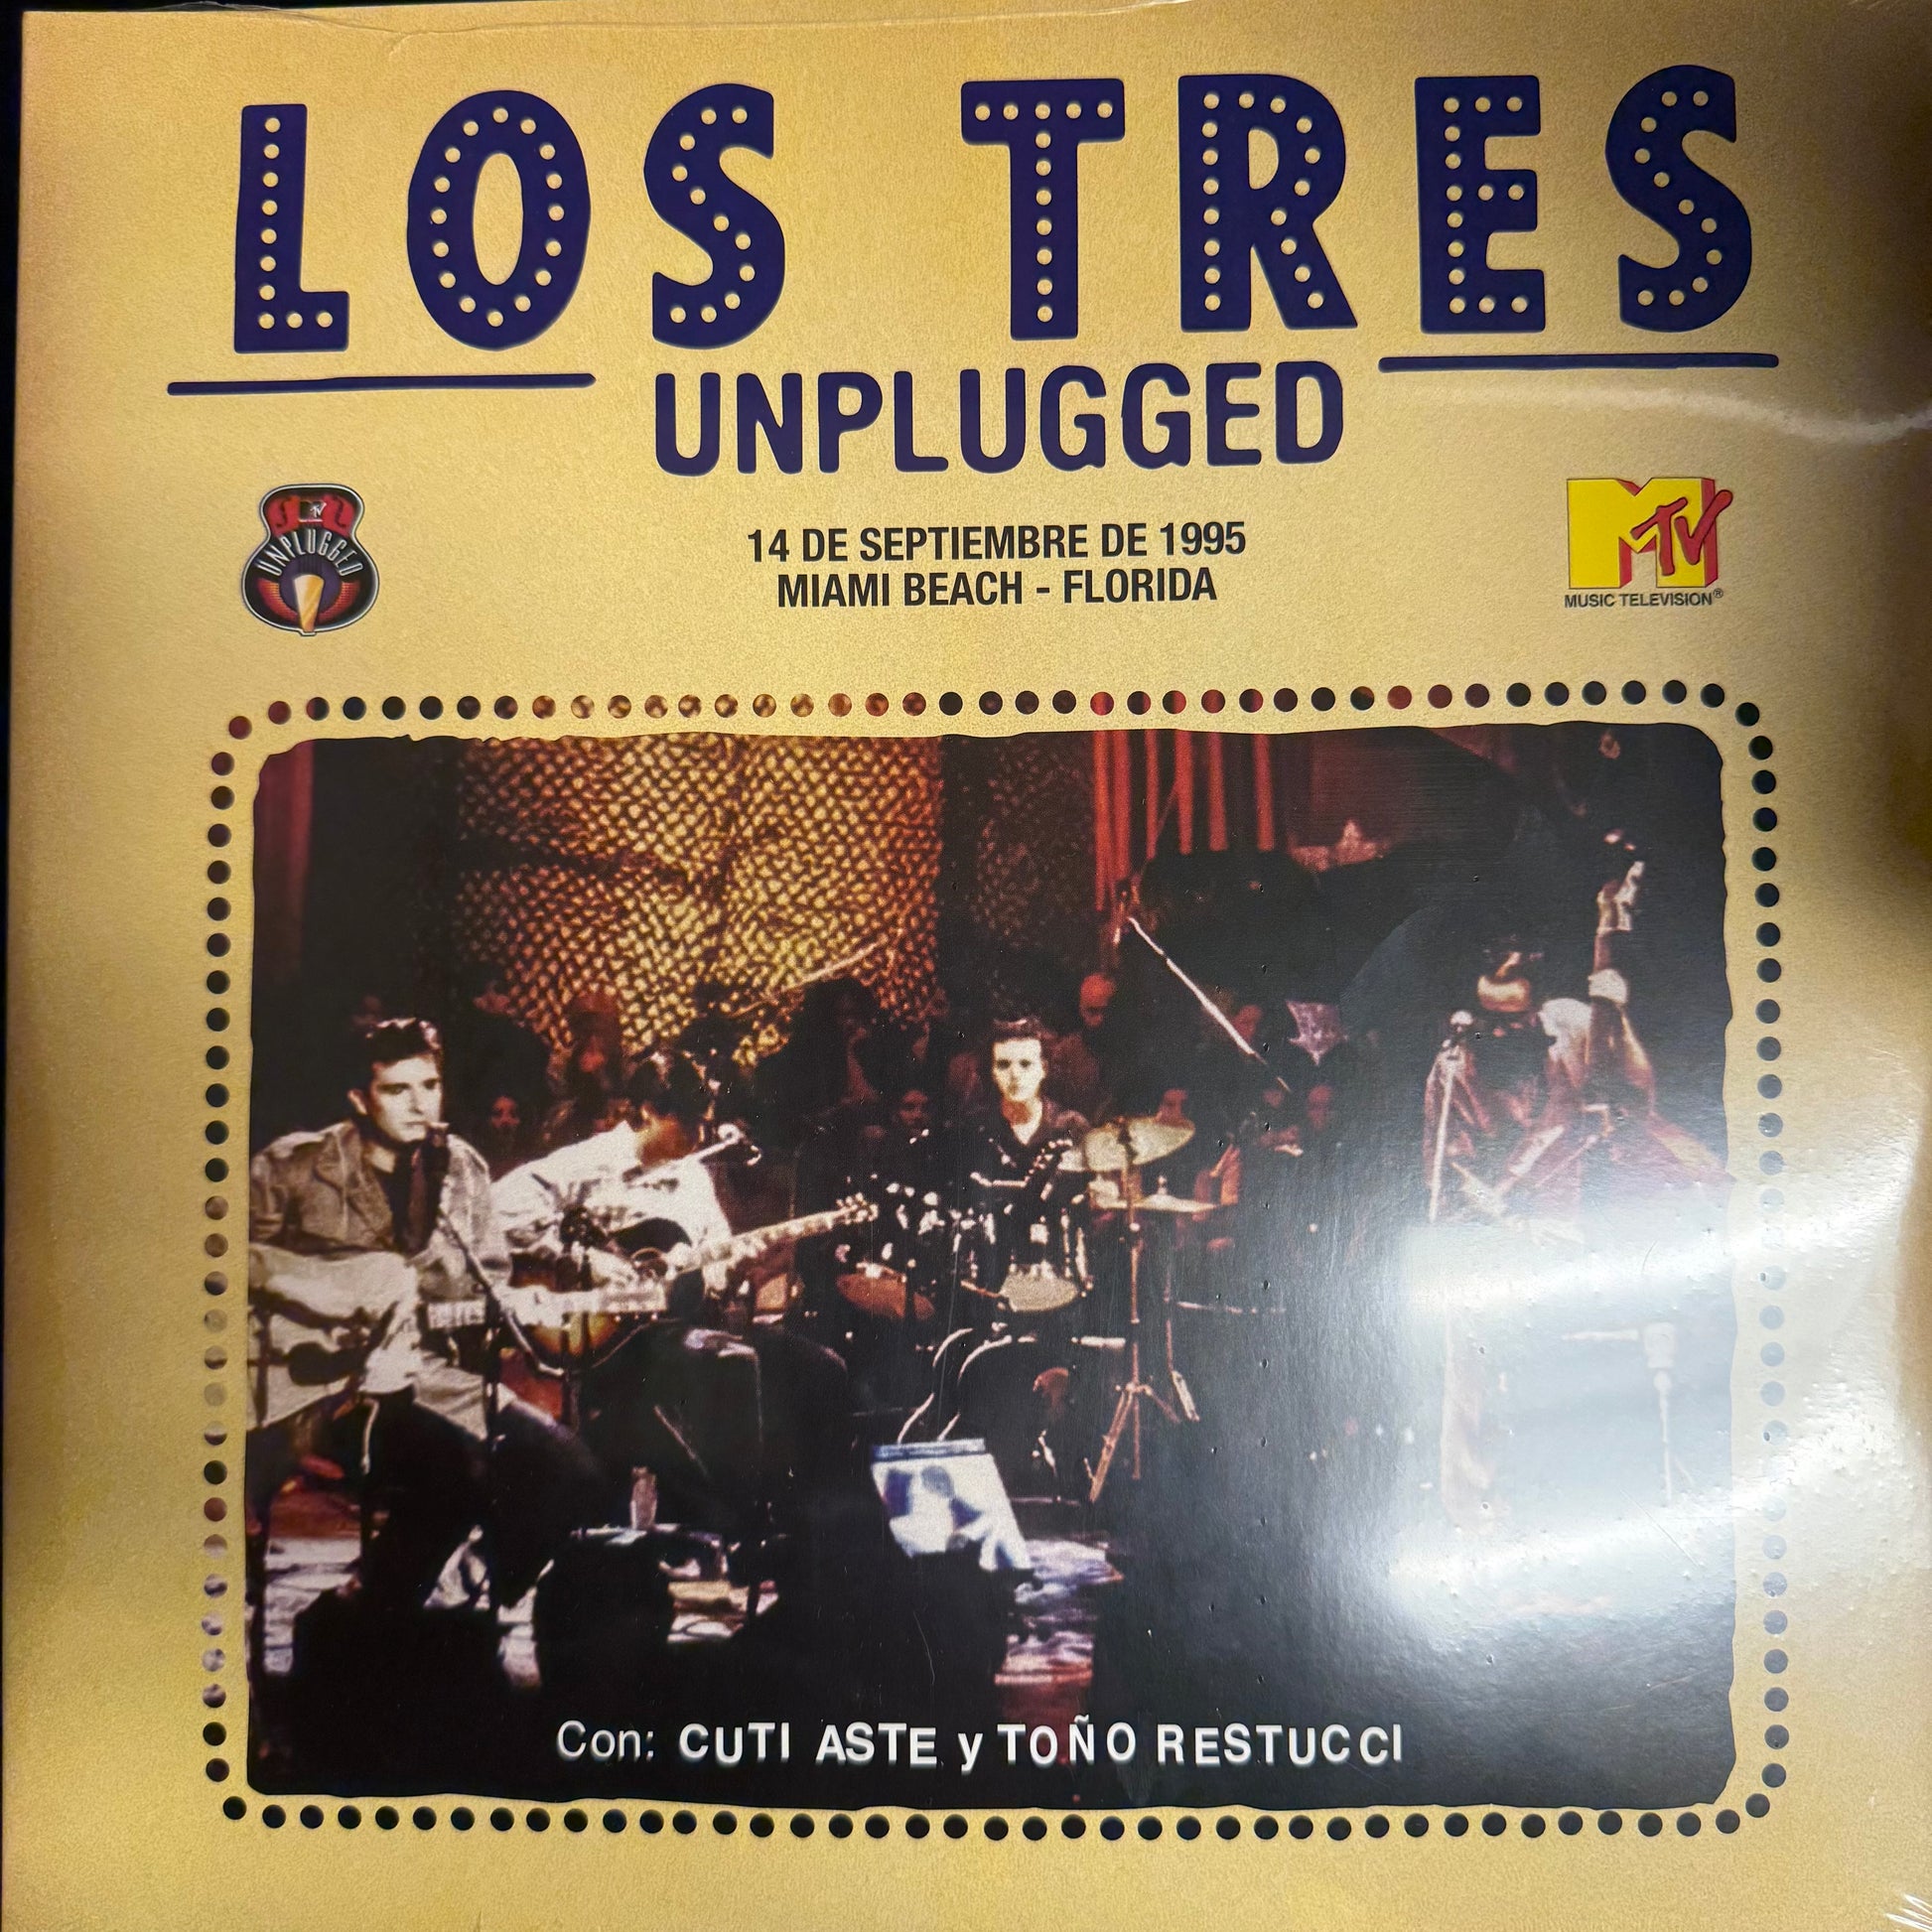 LOS TRES
UNPLUGGED
UNPLUGGED
14 DE SEPTIEMBRE DE 1995
MIAMI BEACH - FLORIDA
MTV
MUSIC TELEVISION®
Con: CUTI ASTE y TOÑO RESTUCCI